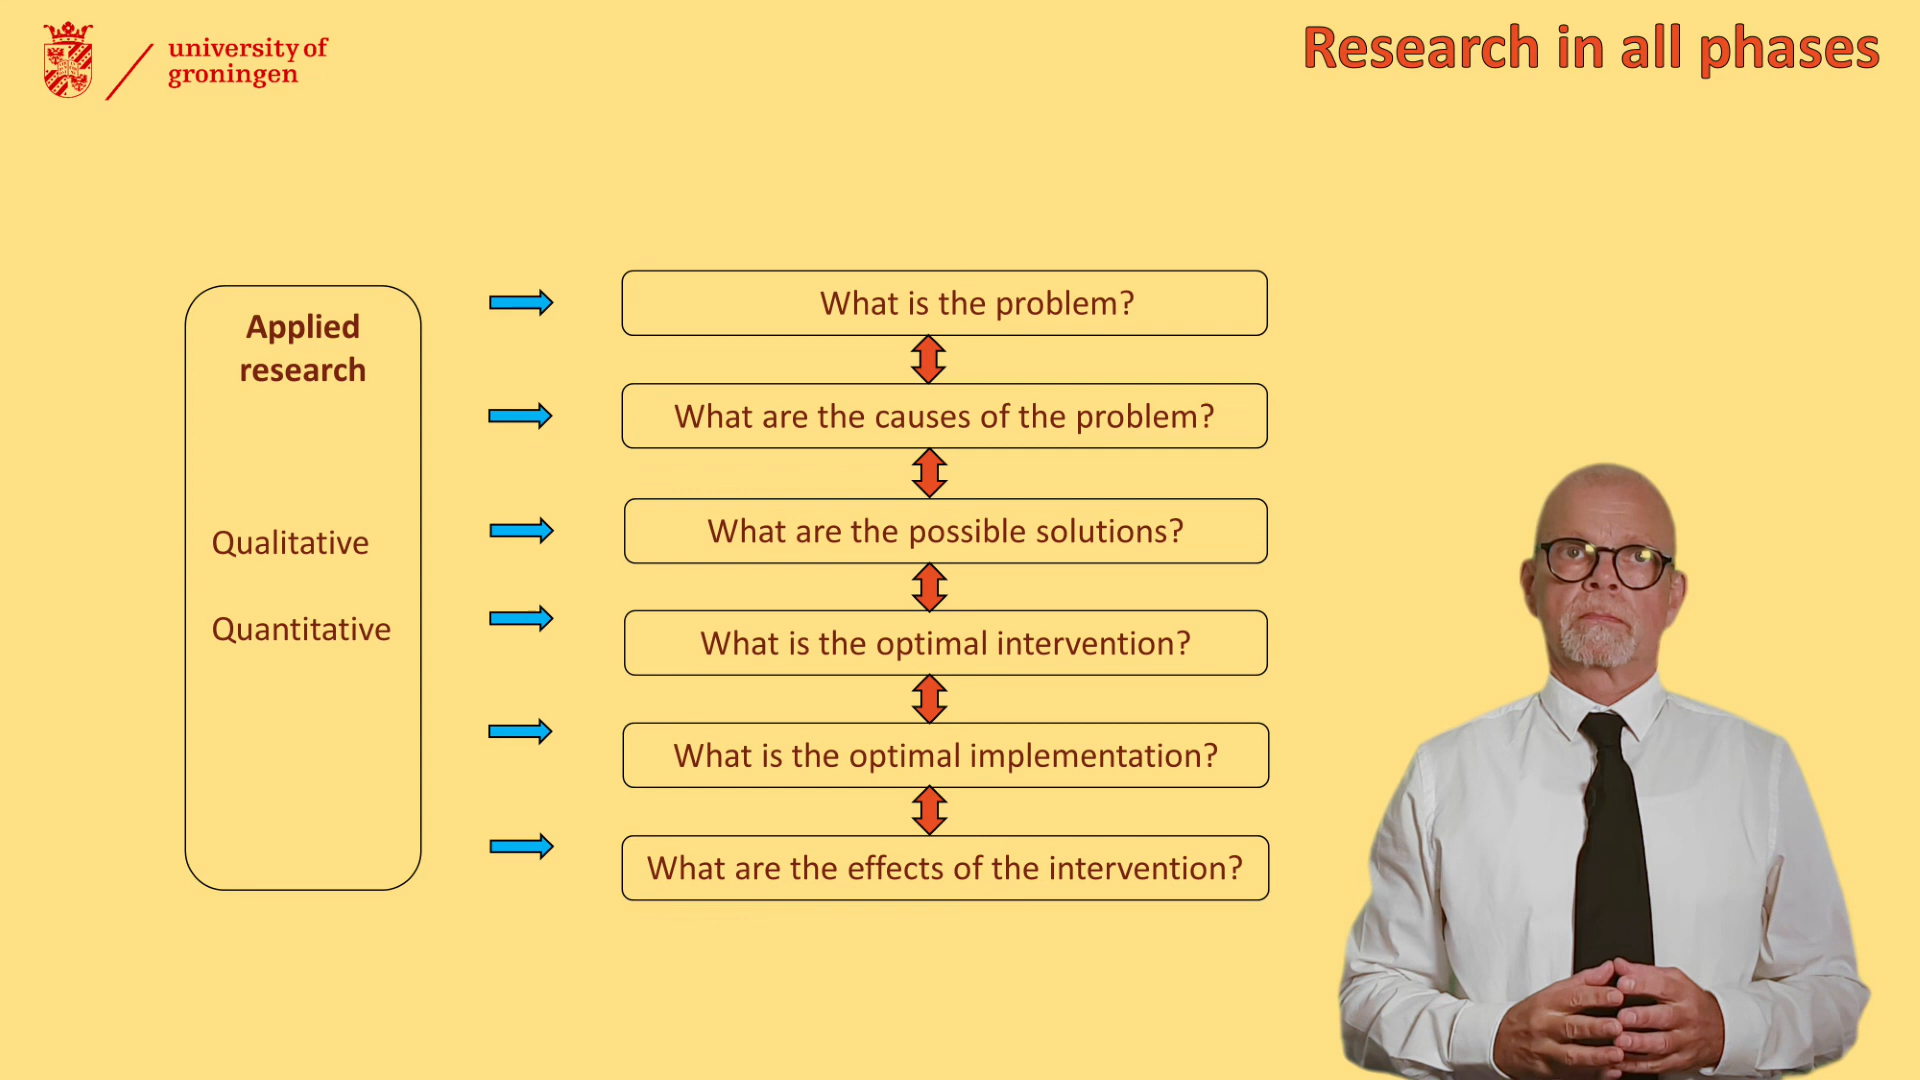 university of
groningen
Research in all phases
Applied
research
Qualitative
Quantitative
What is the problem?
What are the causes of the problem?
What are the possible solutions?
What is the optimal intervention?
What is the optimal implementation?
What are the effects of the intervention?